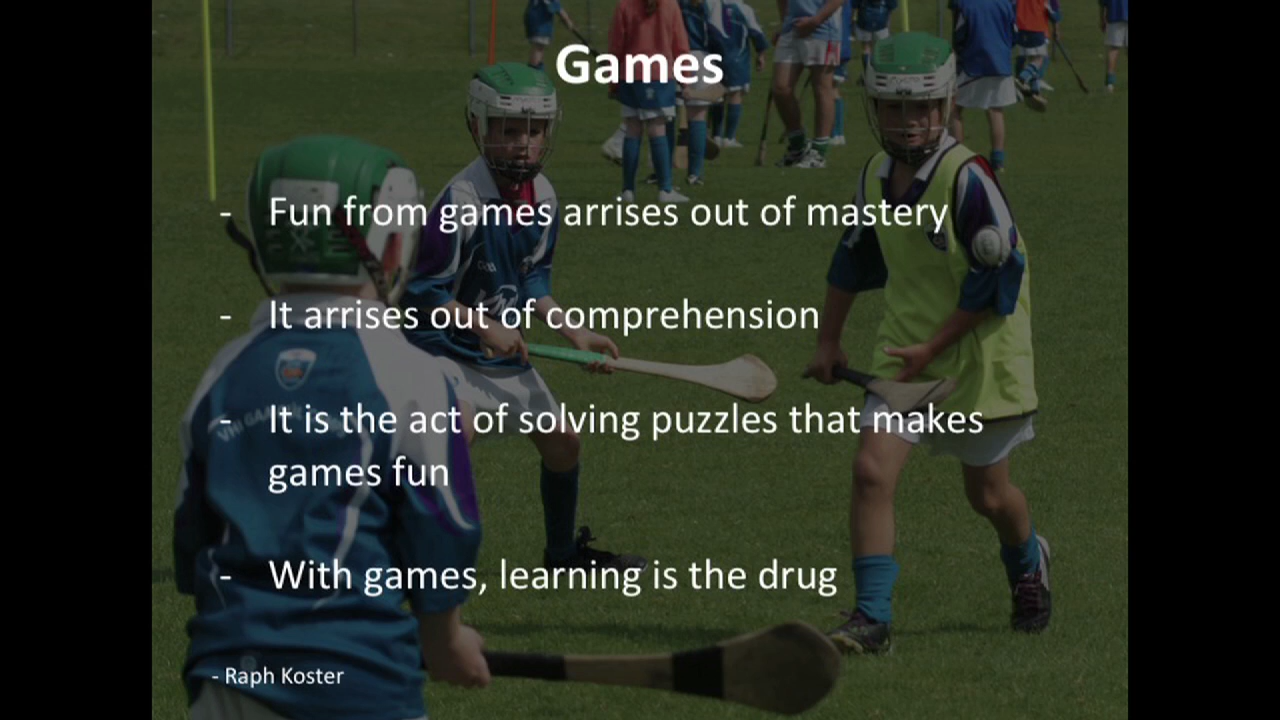 Games
- Fun from games arrises out of mastery
- It arrises out of comprehension
- It is the act of solving puzzles that makes
games fun
- With games, learning is the drug
- Raph Koster